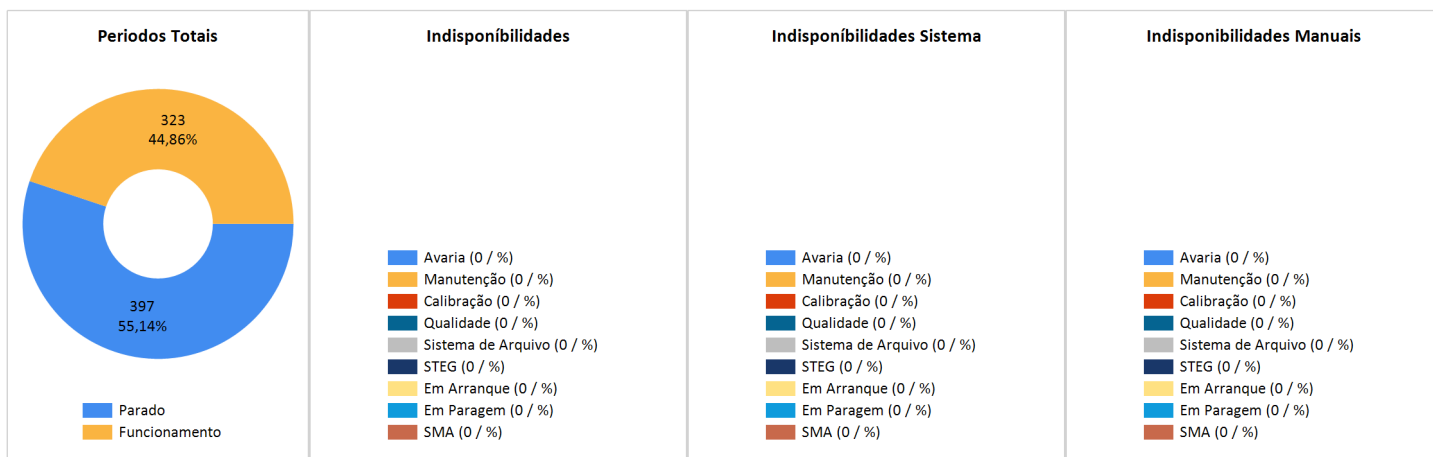 Periodos Totais
323
44,86%
397
55,14%
Parado
Funcionamento
Indisponíbilidades
Avaria (0 / %)
Manutenção (0 / %)
Calibração (0 / %)
Qualidade (0 / %)
Sistema de Arquivo (0 / %)
STEG (0 / %)
Em Arranque (0 / %)
Em Paragem (0 / %)
SMA (0 / %)
Indisponíbilidades Sistema
Avaria (0 / %)
Manutenção (0 / %)
Calibração (0 / %)
Qualidade (0 / %)
Sistema de Arquivo (0 / %)
STEG (0 / %)
Em Arranque (0 / %)
Em Paragem (0 / %)
SMA (0 / %)
Indisponibilidades Manuais
Avaria (0 / %)
Manutenção (0 / %)
Calibração (0 / %)
Qualidade (0 / %)
Sistema de Arquivo (0 / %)
STEG (0 / %)
Em Arranque (0 / %)
Em Paragem (0 / %)
SMA (0 / %)